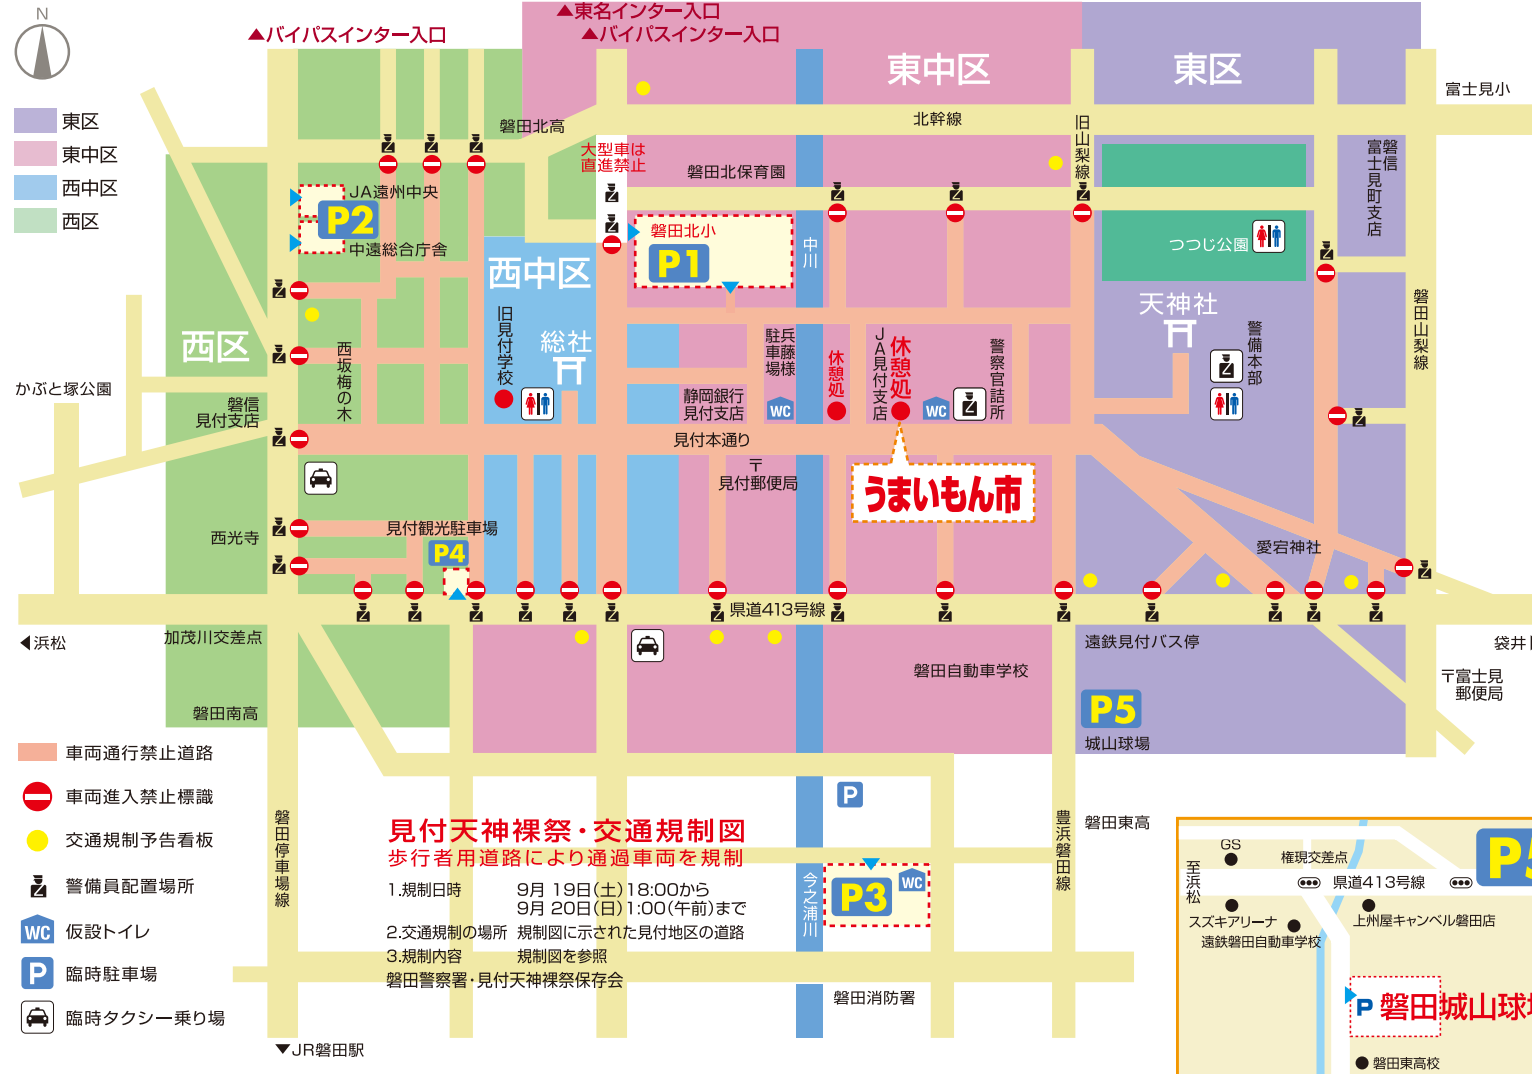 N
▲バイパスインター入口
▲東名インター入口
▲バイパスインター入口
東中区
東区
東区
東中区
西中区
西区
磐田北高
大型車は
直進禁止
北幹線
旧山梨線
富士見小
磐信
富士見町支店
磐田北保育園
JA遠州中央
P2
中遠総合庁舎
磐田北小
P1
中川
つつじ公園
西中区
天神社
磐田山梨線
西区
旧見付学校
総社
西坂梅の木
兵藤様
駐車場
休憩処
JA見付支店
休憩処
警察官詰所
警備本部
かぶと塚公園
磐信
見付支店
静岡銀行
見付支店
WC
WC
見付本通り
〒
見付郵便局
うまいもん市
西光寺
見付観光駐車場
P4
愛宕神社
県道413号線
◀浜松
加茂川交差点
遠鉄見付バス停
袋井
磐田自動車学校
〒富士見
郵便局
磐田南高
P5
城山球場
車両通行禁止道路
車両進入禁止標識
交通規制予告看板
警備員配置場所
WC
仮設トイレ
P
臨時駐車場
臨時タクシー乗り場
磐田停車場線
▼JR磐田駅
P
見付天神裸祭・交通規制図
歩行者用道路により通過車両を規制
1.規制日時 9月 19日(土)18:00から
9月 20日(日)1:00(午前)まで
2.交通規制の場所 規制図に示された見付地区の道路
3.規制内容 規制図を参照
磐田警察署・見付天神裸祭保存会
今之浦川
P3
WC
豊浜磐田線
磐田東高
磐田消防署
GS
権現交差点
P5
至浜松
県道413号線
スズキアリーナ
上州屋キャンベル磐田店
遠鉄磐田自動車学校
P
磐田城山球場
磐田東高校